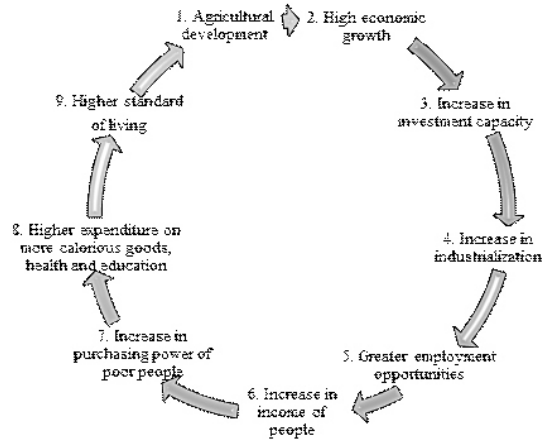 1. Agricultural
development
2. High economic
growth
3. Increase in
investment capacity
4. Increase in
industrialization
5. Greater employment
opportunities
6. Increase in
income of
people
7. Increase in
purchasing power of
poor people
8. Higher expenditure on
more calorious goods,
health and education
9. Higher standard
of living